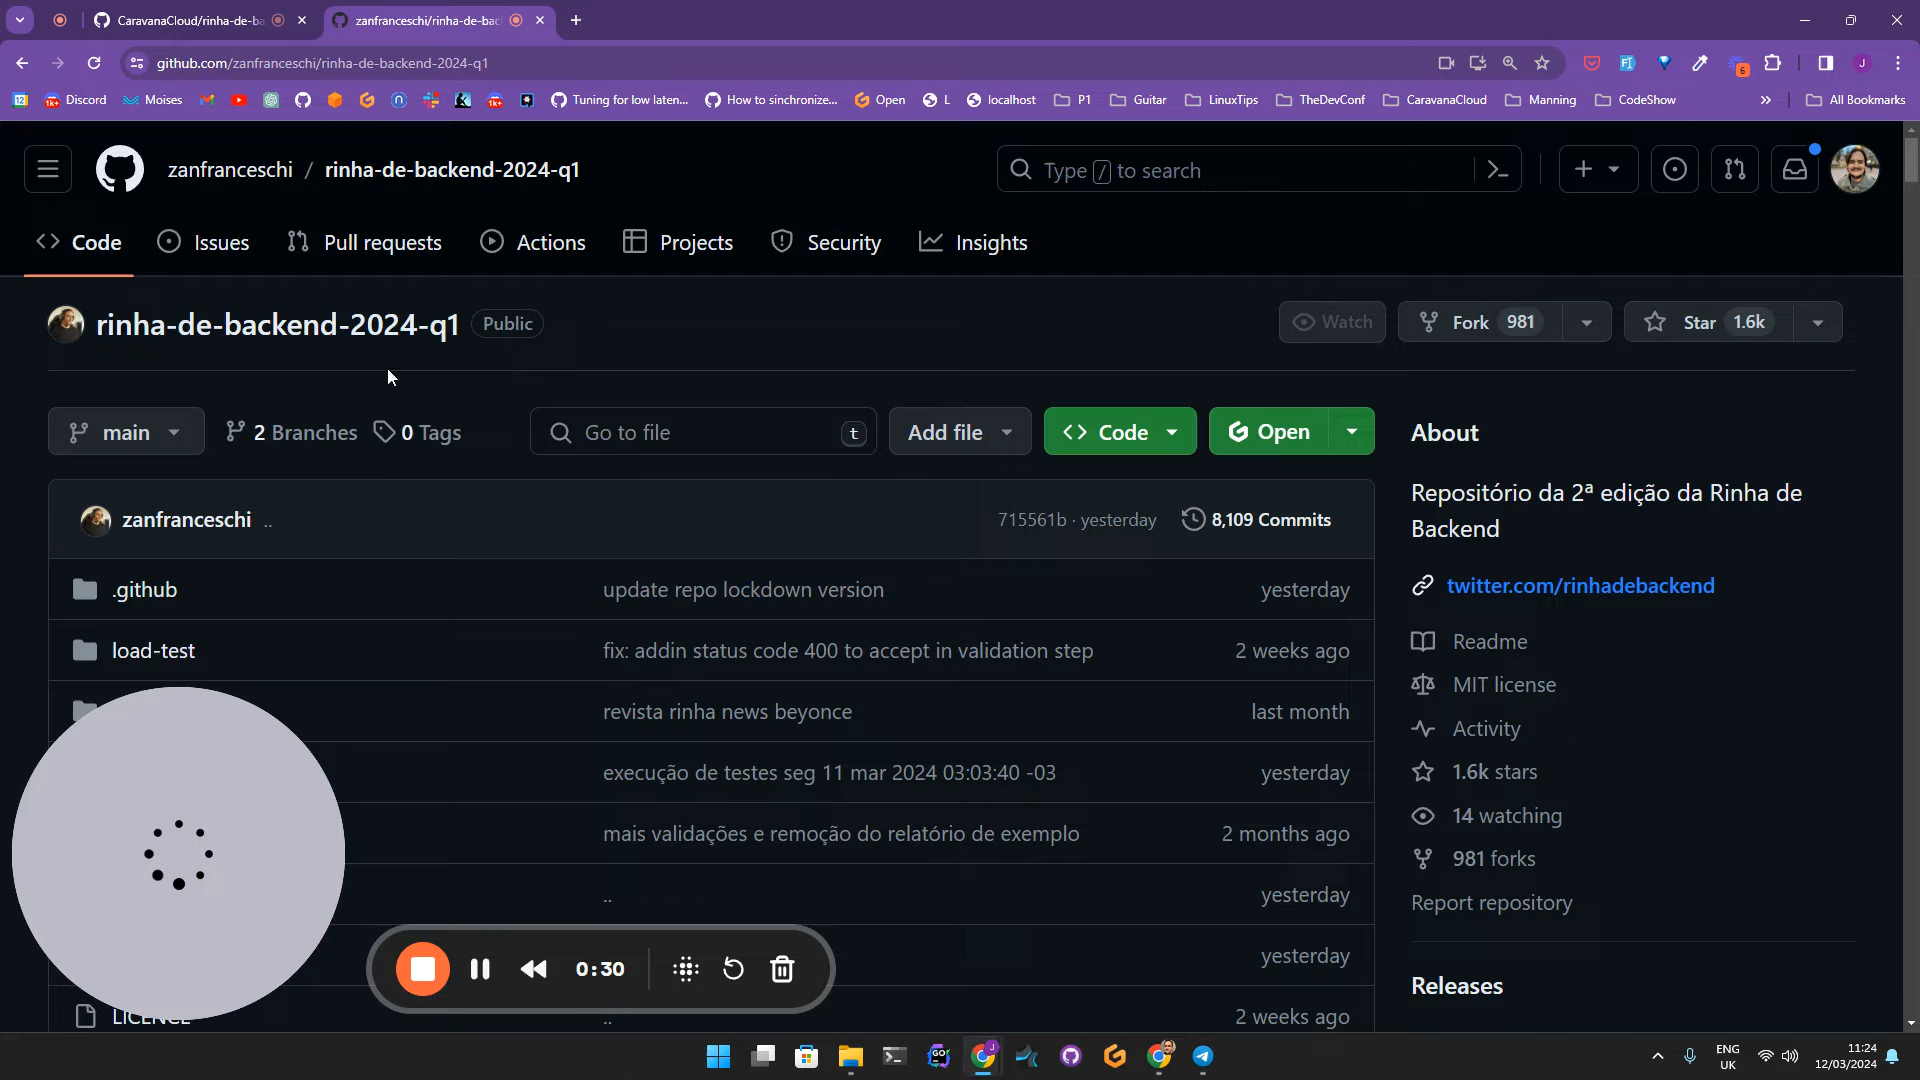 CaravanaCloud/rinha-de-ba
zanfranceschi/rinha-de-bac
github.com/zanfranceschi/rinha-de-backend-2024-q1
6
J
12
Discord
Moises
1k+
Tuning for low laten...
How to sinchronize...
Open
L
localhost
P1
Guitar
LinuxTips
TheDevConf
CaravanaCloud
Manning
CodeShow
»
All Bookmarks
zanfranceschi / rinha-de-backend-2024-q1
Type / to search
Code
Issues
Pull requests
Actions
Projects
Security
Insights
rinha-de-backend-2024-q1
Public
Watch
Fork 981
Star 1.6k
main
2 Branches
0 Tags
Go to file
t
Add file
Code
Open
About
Repositório da 2ª edição da Rinha de
Backend
zanfranceschi ..
715561b · yesterday
8,109 Commits
.github
update repo lockdown version
yesterday
twitter.com/rinhadebackend
load-test
fix: addin status code 400 to accept in validation step
2 weeks ago
Readme
MIT license
revista rinha news beyonce
last month
Activity
execução de testes seg 11 mar 2024 03:03:40 -03
yesterday
1.6k stars
14 watching
mais validações e remoção do relatório de exemplo
2 months ago
981 forks
..
yesterday
Report repository
yesterday
0:30
Releases
LICENCE
..
2 weeks ago
GO
J
ENG
UK
11:24
12/03/2024